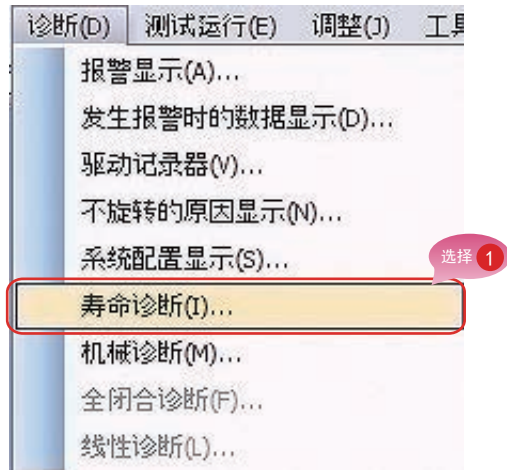 诊断(D) 测试运行(E) 调整(J) 工具
报警显示(A)...
发生报警时的数据显示(D)...
驱动记录器(V)...
不旋转的原因显示(N)...
系统配置显示(S)...
选择 1
寿命诊断(I)...
机械诊断(M)...
全闭合诊断(F)...
线性诊断(L)...